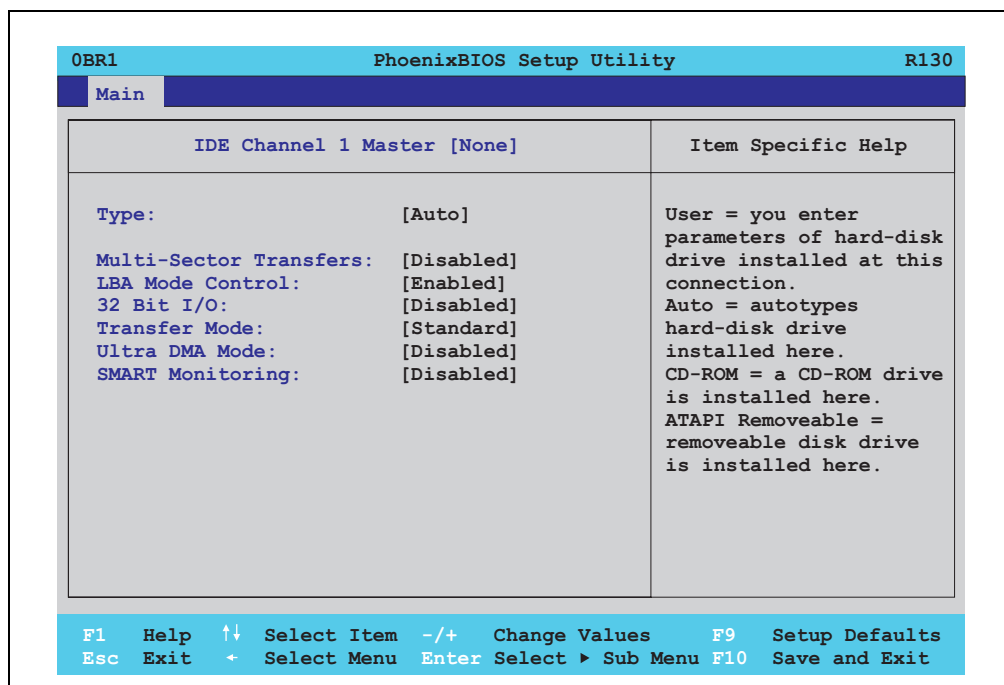 0BR1 PhoenixBIOS Setup Utility R130
Main
IDE Channel 1 Master [None]
Item Specific Help
Type: [Auto]
Multi-Sector Transfers: [Disabled]
LBA Mode Control: [Enabled]
32 Bit I/O: [Disabled]
Transfer Mode: [Standard]
Ultra DMA Mode: [Disabled]
SMART Monitoring: [Disabled]
User = you enter
parameters of hard-disk
drive installed at this
connection.
Auto = autotypes
hard-disk drive
installed here.
CD-ROM = a CD-ROM drive
is installed here.
ATAPI Removeable =
removeable disk drive
is installed here.
F1 Help ↑↓ Select Item -/+ Change Values F9 Setup Defaults
Esc Exit ← Select Menu Enter Select ▶ Sub Menu F10 Save and Exit